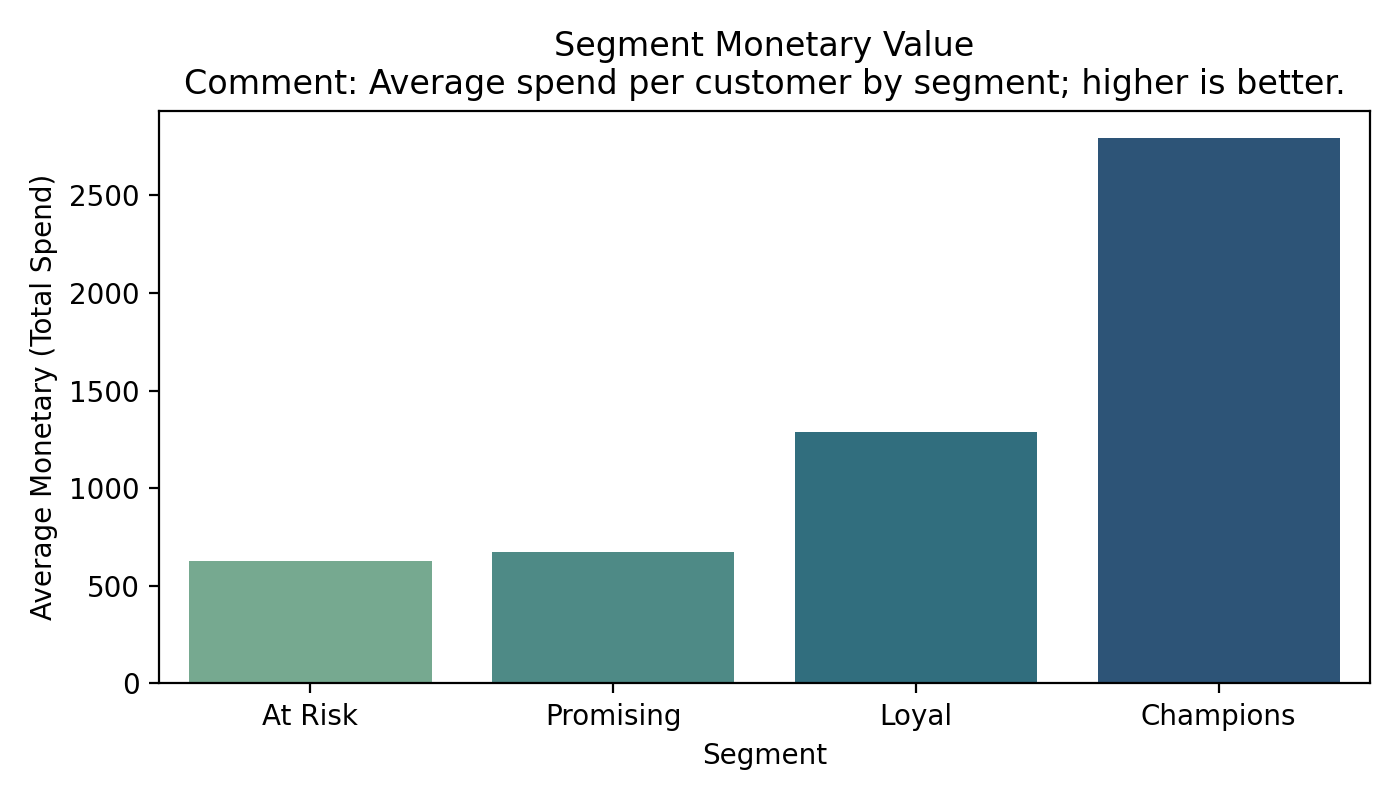 Segment Monetary Value
Comment: Average spend per customer by segment; higher is better.
Average Monetary (Total Spend)
2500
2000
1500
1000
500
0
At Risk
Promising
Loyal
Champions
Segment